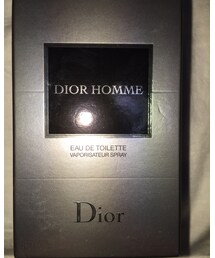 DIOR HOMME
EAU DE TOILETTE
VAPORISATEUR SPRAY
Dior